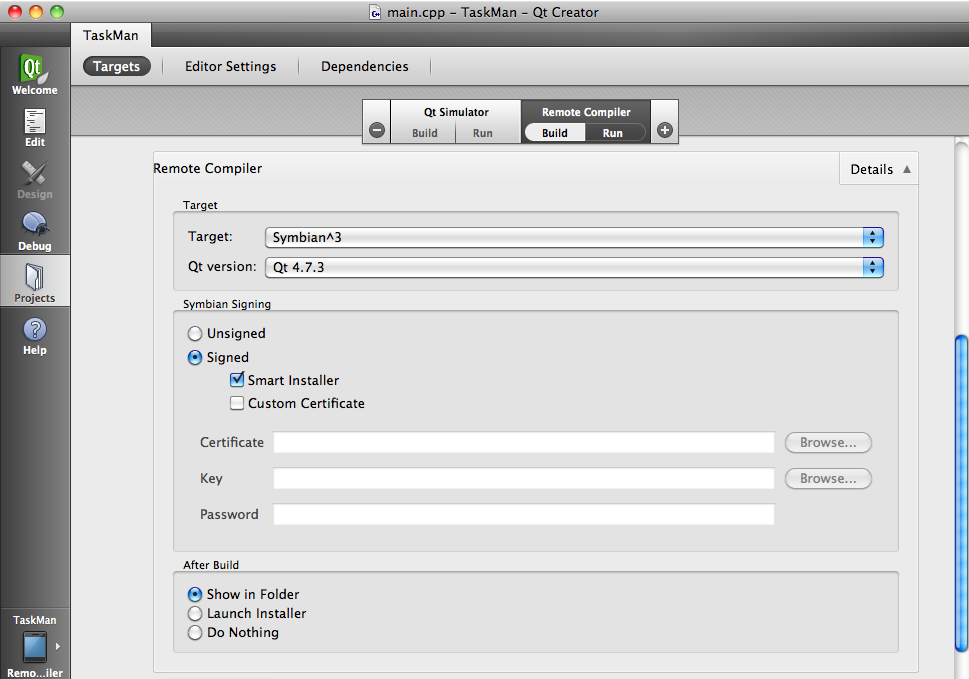 main.cpp – TaskMan – Qt Creator
TaskMan
Targets Editor Settings Dependencies
Qt
Welcome
Edit
Design
Debug
Projects
Help
Qt Simulator
Build Run
Remote Compiler
Build Run
Remote Compiler
Details
Target
Target: Symbian^3
Qt version: Qt 4.7.3
Symbian Signing
Unsigned
Signed
Smart Installer
Custom Certificate
Certificate Browse...
Key Browse...
Password
After Build
Show in Folder
Launch Installer
Do Nothing
TaskMan
Remo...iler